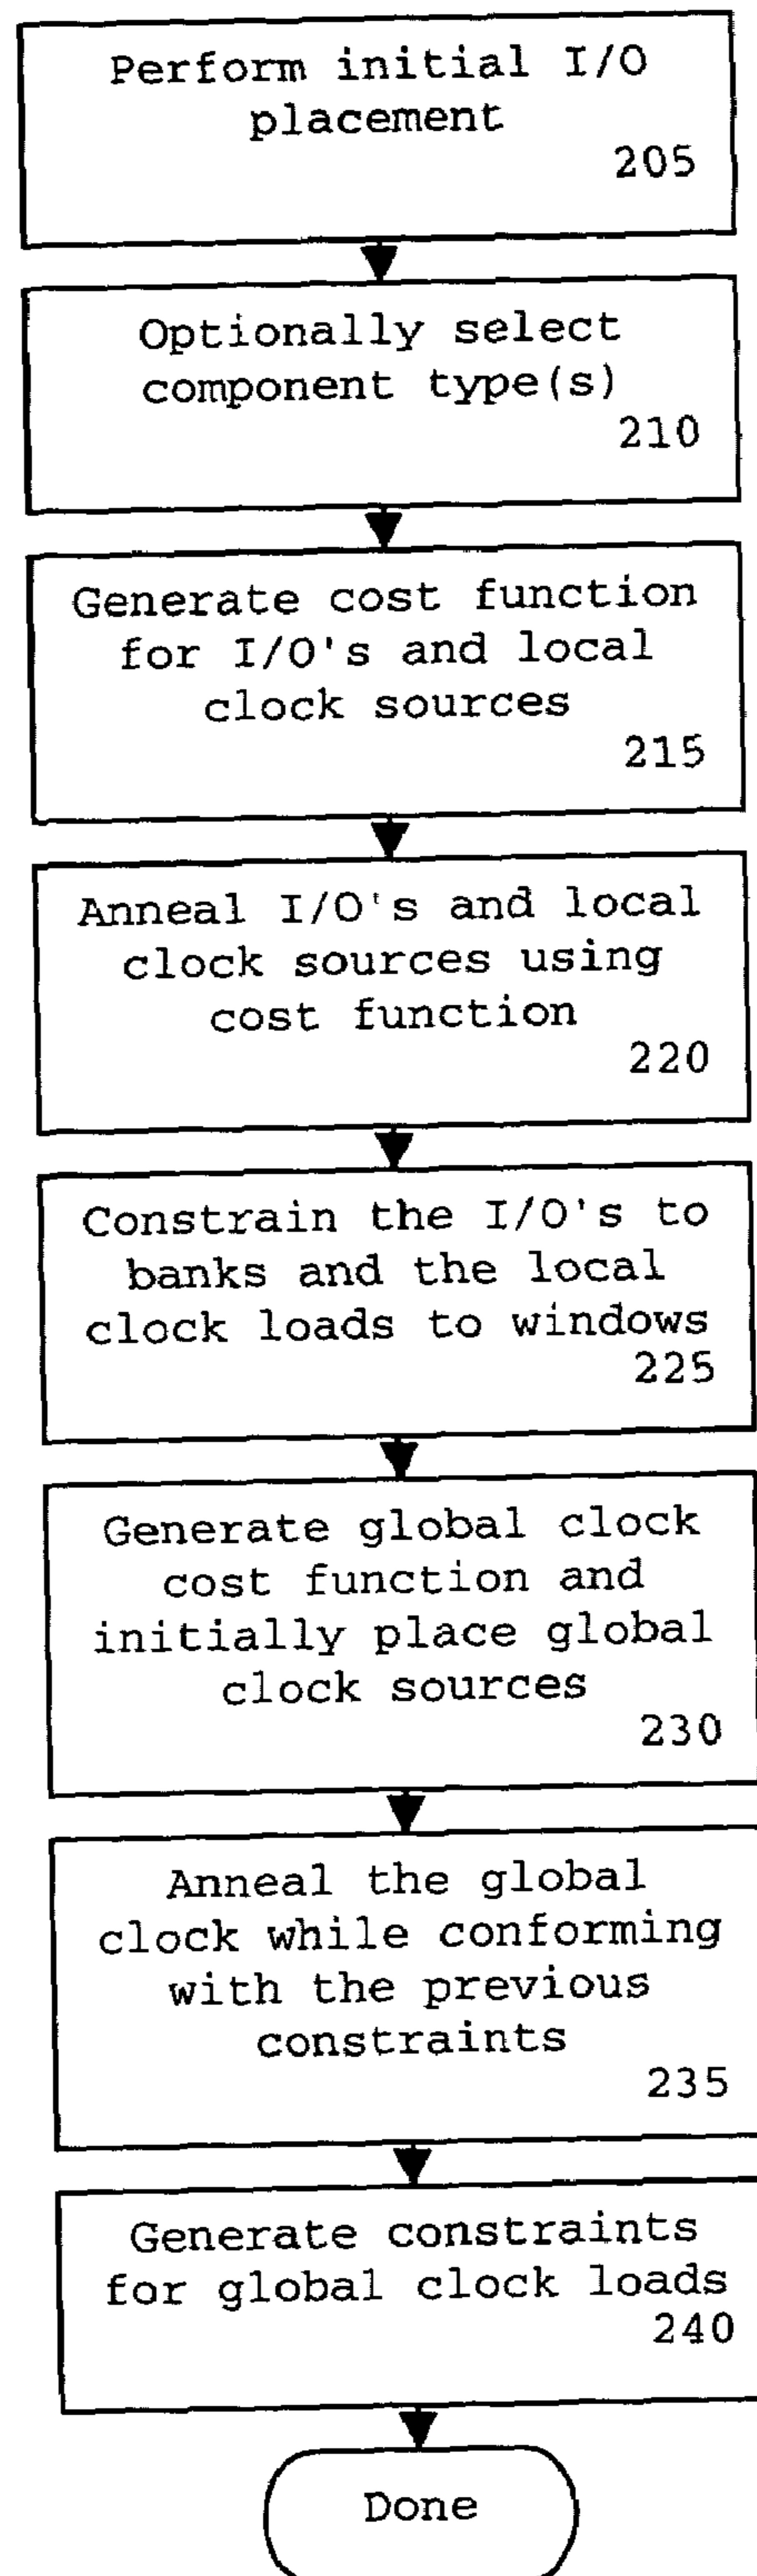 Perform initial I/O
placement
205
Optionally select
component type(s)
210
Generate cost function
for I/O's and local
clock sources
215
Anneal I/O's and local
clock sources using
cost function
220
Constrain the I/O's to
banks and the local
clock loads to windows
225
Generate global clock
cost function and
initially place global
clock sources
230
Anneal the global
clock while conforming
with the previous
constraints
235
Generate constraints
for global clock loads
240
Done